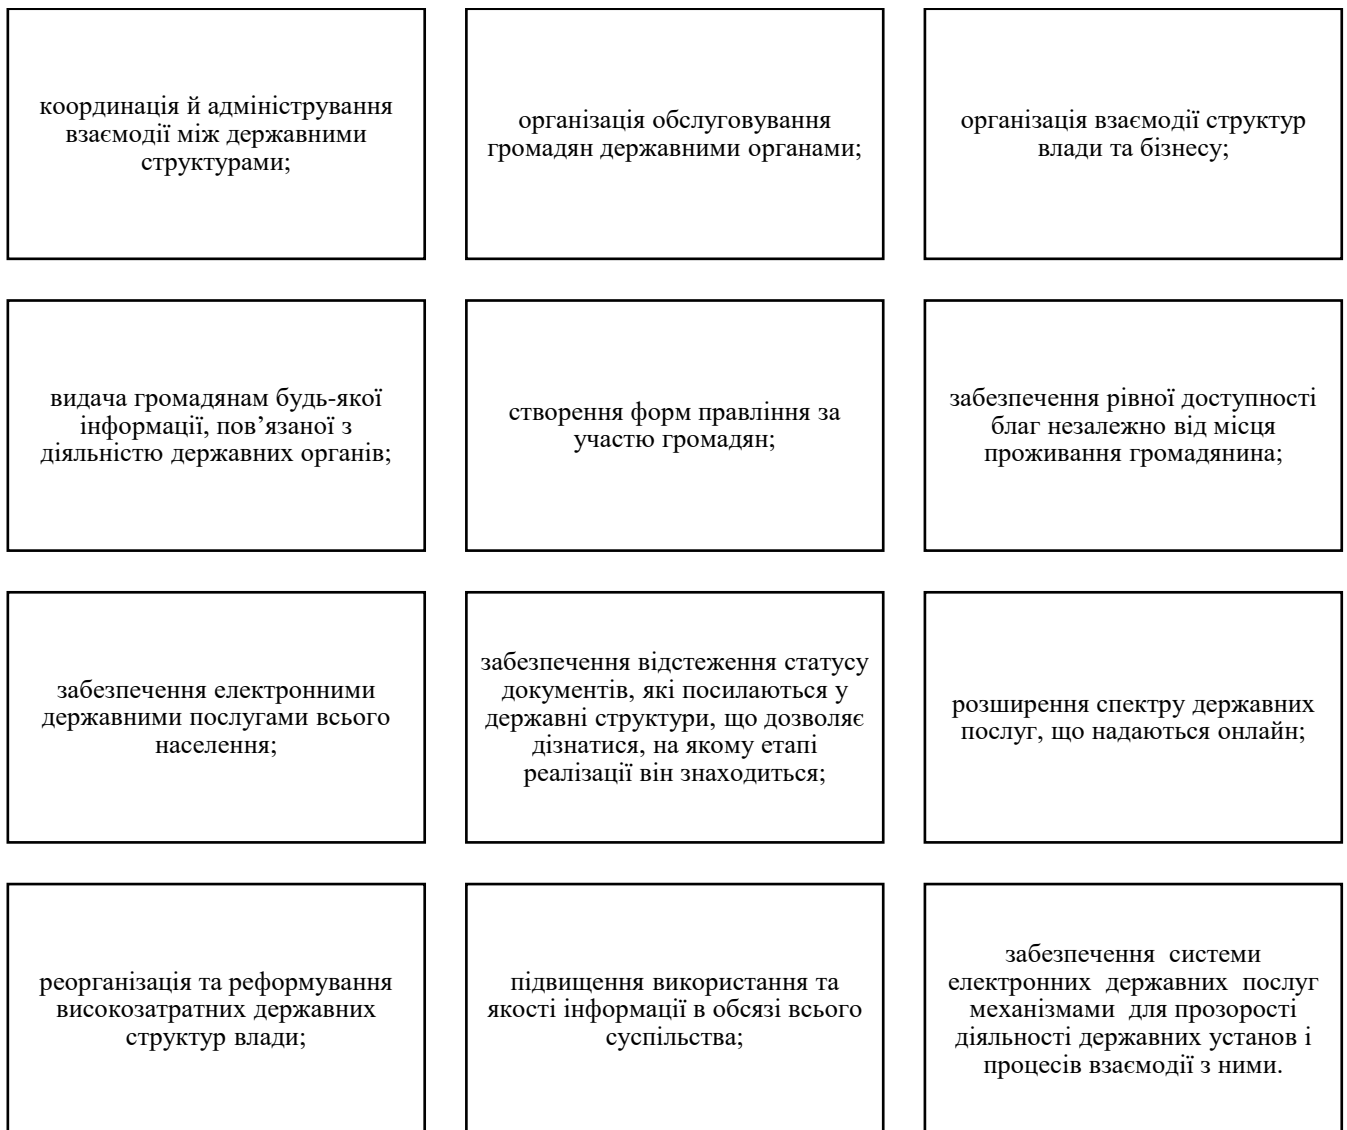 координація й адміністрування
взаємодії між державними
структурами;
організація обслуговування
громадян державними органами;
організація взаємодії структур
влади та бізнесу;
видача громадянам будь-якої
інформації, пов’язаної з
діяльністю державних органів;
створення форм правління за
участю громадян;
забезпечення рівної доступності
благ незалежно від місця
проживання громадянина;
забезпечення електронними
державними послугами всього
населення;
забезпечення відстеження статусу
документів, які посилаються у
державні структури, що дозволяє
дізнатися, на якому етапі
реалізації він знаходиться;
розширення спектру державних
послуг, що надаються онлайн;
реорганізація та реформування
високозатратних державних
структур влади;
підвищення використання та
якості інформації в обсязі всього
суспільства;
забезпечення системи
електронних державних послуг
механізмами для прозорості
діяльності державних установ і
процесів взаємодії з ними.